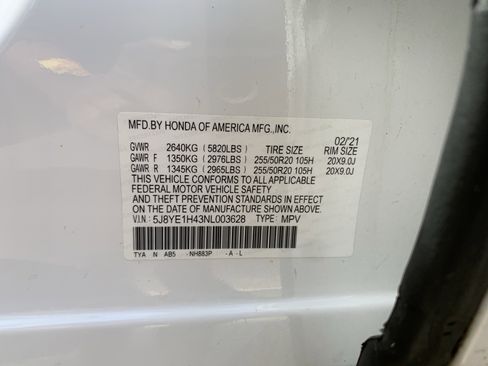 MFD.BY HONDA OF AMERICA MFG.,INC. 02/'21
GVWR 2640KG (5820LBS) TIRE SIZE RIM SIZE
GAWR F 1350KG (2976LBS) 255/50R20 105H 20X9.0J
GAWR R 1345KG (2965LBS) 255/50R20 105H 20X9.0J
THIS VEHICLE CONFORMS TO ALL APPLICABLE
FEDERAL MOTOR VEHICLE SAFETY
AND THEFT PREVENTION STANDARDS IN EFFECT
ON THE DATE OF MANUFACTURE SHOWN ABOVE.
V.I.N: 5J8YE1H43NL003628 TYPE: MPV
TYA N AB5 -NH883P -A -L